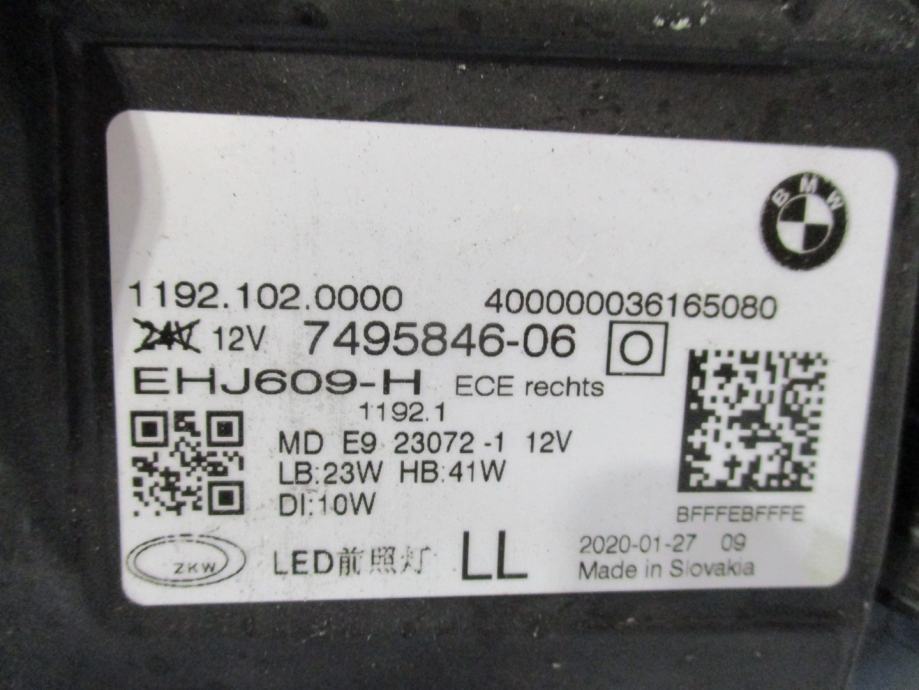 BMW
1192.102.0000 400000036165080
24V 12V 7495846-06 O
EHJ609-H ECE rechts
1192.1
MD E9 23072 -1 12V
LB:23W HB:41W
DI:10W
BFFFEBFFFE
ZKW LED前照灯 LL 2020-01-27 09
Made in Slovakia